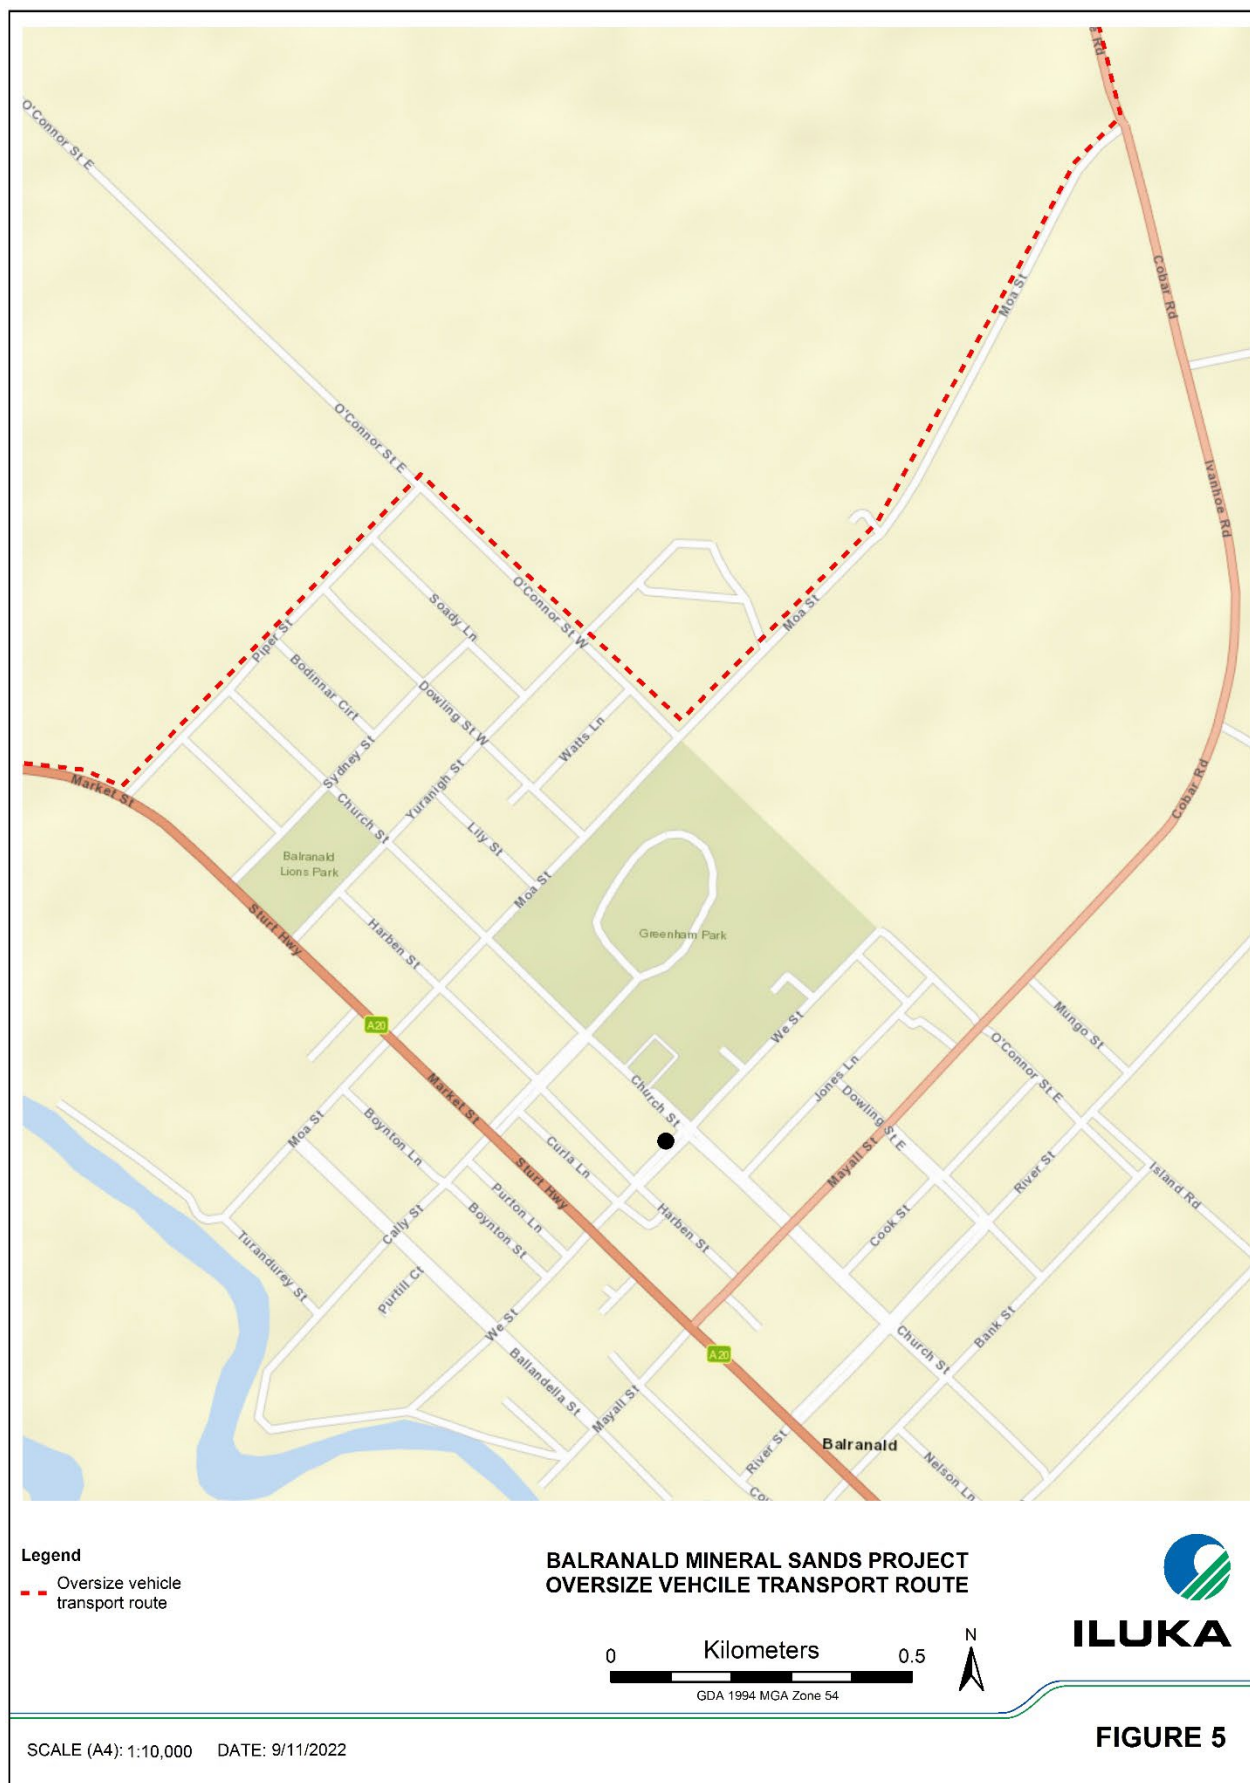 e Rd
O'Connor St E
Cobar Rd
Moa St
O'Connor St E
Ivanhoe Rd
Soady Ln
O'Connor St W
Moa St
Piper St
Bodinnar Cirt
Dowling St W
Watts Ln
Sydney St
Market St
Church St
Yuranigh St
Lily St
Cobar Rd
Balranald
Lions Park
Moa St
Sturt Hwy
Harben St
Greenham Park
We St
Mungo St
A20
O'Connor St E
Jones Ln
Church St
Dowling St E
Market St
Moa St
Boynton Ln
Curla Ln
Mayall St
River St
Island Rd
Sturt Hwy
Purton Ln
Boynton St
Harben St
Cook St
Cally St
Turandurey St
Purtill Ct
We St
Bank St
Church St
A20
Ballandella St
Mayall St
River St
Balranald
Nelson Ln
Cou
Legend
Oversize vehicle
transport route
BALRANALD MINERAL SANDS PROJECT
OVERSIZE VEHCILE TRANSPORT ROUTE
0 Kilometers 0.5
GDA 1994 MGA Zone 54
N
ILUKA
FIGURE 5
SCALE (A4): 1:10,000 DATE: 9/11/2022